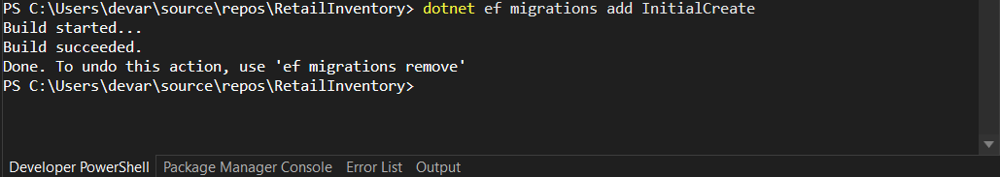 PS C:\Users\devar\source\repos\RetailInventory> dotnet ef migrations add InitialCreate
Build started...
Build succeeded.
Done. To undo this action, use 'ef migrations remove'
PS C:\Users\devar\source\repos\RetailInventory>
Developer PowerShell Package Manager Console Error List Output